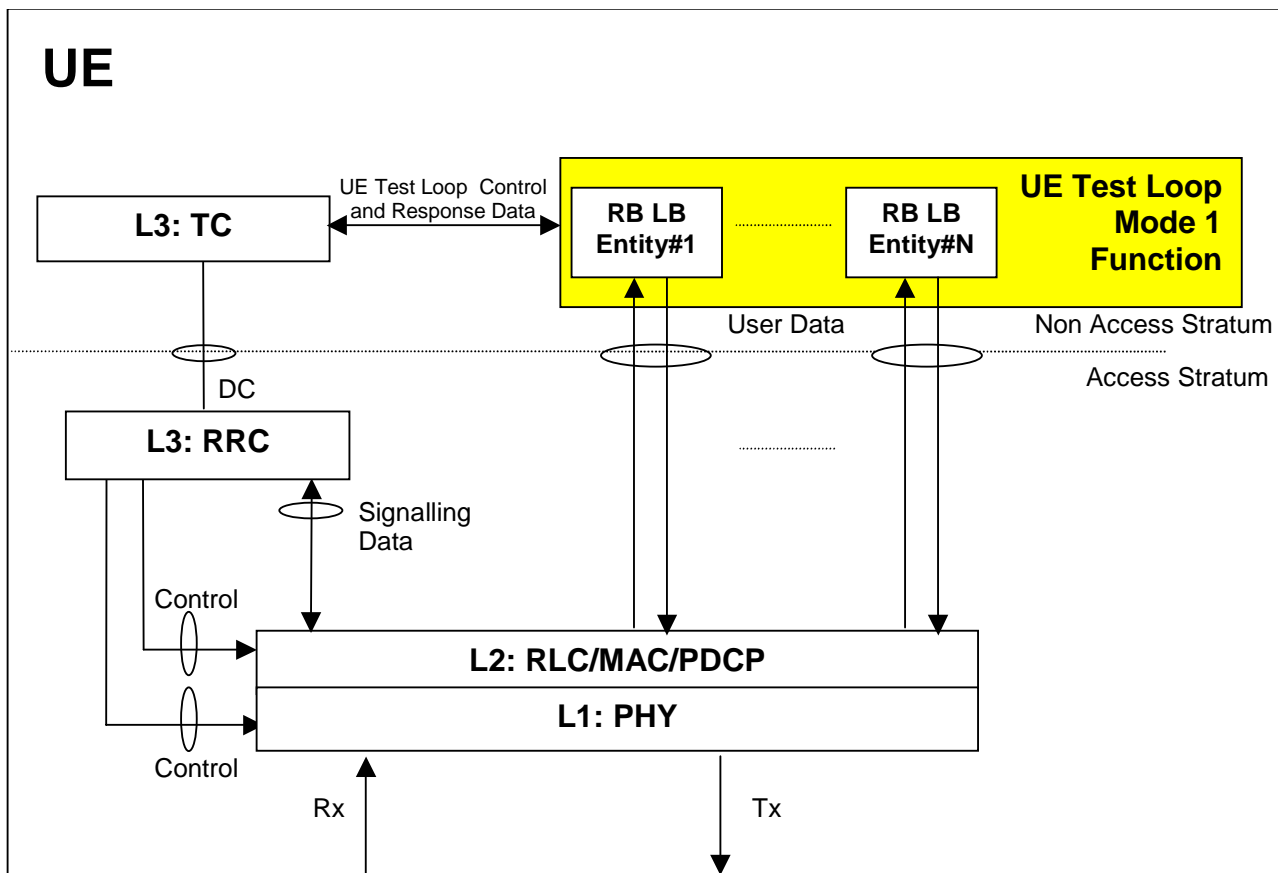 UE
UE Test Loop Control
and Response Data
L3: TC
RB LB
Entity#1
RB LB
Entity#N
UE Test Loop
Mode 1
Function
User Data
Non Access Stratum
Access Stratum
DC
L3: RRC
Signalling
Data
Control
L2: RLC/MAC/PDCP
L1: PHY
Control
Rx
Tx